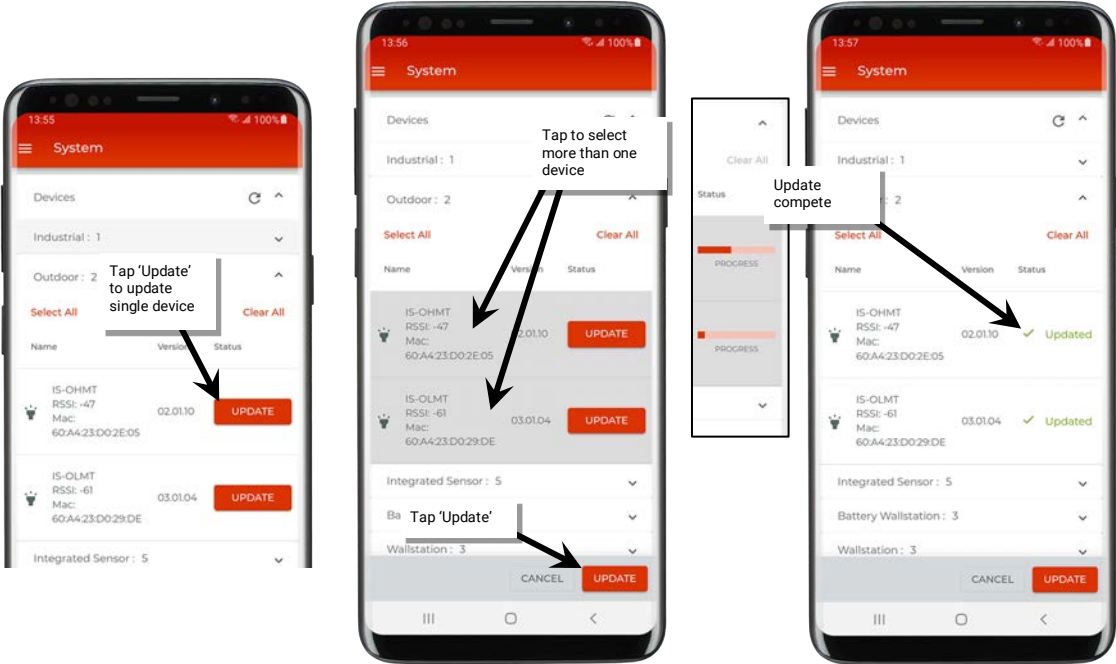 13:55
100%
System
Devices
Industrial : 1
Outdoor : 2
Tap ‘Update’
to update
single device
Select All
Clear All
Name
Version
Status
IS-OHMT
RSSI: -47
Mac:
60:A4:23:D0:2E:05
02.01.10
UPDATE
IS-OLMT
RSSI: -61
Mac:
60:A4:23:D0:29:DE
03.01.04
UPDATE
Integrated Sensor : 5
13:56
100%
System
Devices
Tap to select
more than one
device
Industrial : 1
Outdoor : 2
Select All
Clear All
Name
Version
Status
IS-OHMT
RSSI: -47
Mac:
60:A4:23:D0:2E:05
02.01.10
UPDATE
IS-OLMT
RSSI: -61
Mac:
60:A4:23:D0:29:DE
03.01.04
UPDATE
Integrated Sensor : 5
Ba
Tap ‘Update’
Wallstation : 3
CANCEL
UPDATE
Clear All
Status
PROGRESS
PROGRESS
13:57
100%
System
Devices
Industrial : 1
Update
compete
: 2
Select All
Clear All
Name
Version
Status
IS-OHMT
RSSI: -47
Mac:
60:A4:23:D0:2E:05
02.01.10
Updated
IS-OLMT
RSSI: -61
Mac:
60:A4:23:D0:29:DE
03.01.04
Updated
Integrated Sensor : 5
Battery Wallstation : 3
Wallstation : 3
CANCEL
UPDATE